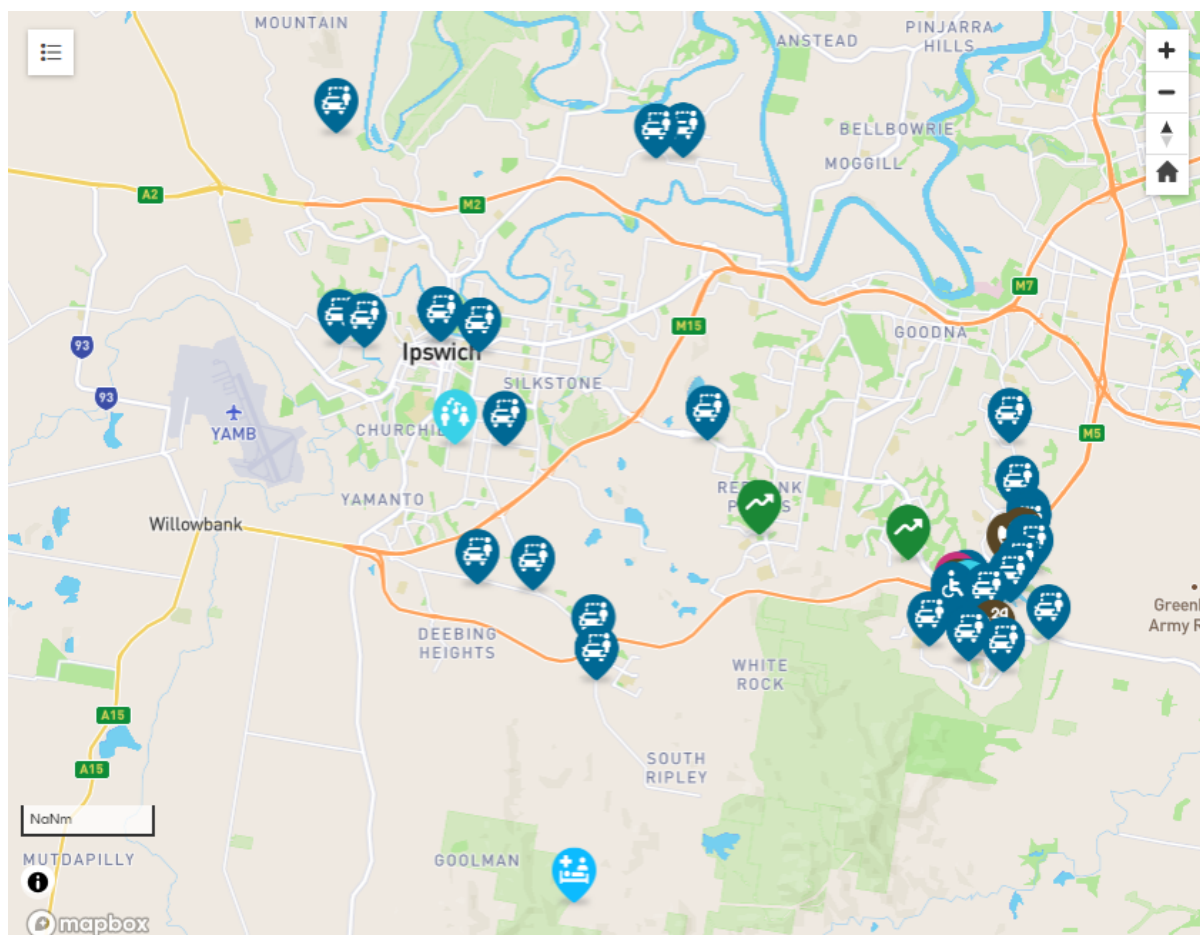 MOUNTAIN
ANSTEAD
PINJARRA
HILLS
BELLBOWRIE
MOGGILL
A2
M2
M7
M15
GOODNA
93
Ipswich
SILKSTONE
93
YAMB
M5
YAMANTO
Willowbank
DEEBING
HEIGHTS
WHITE
ROCK
A15
SOUTH
RIPLEY
A15
NaNm
MUTDAPILLY
GOOLMAN
mapbox